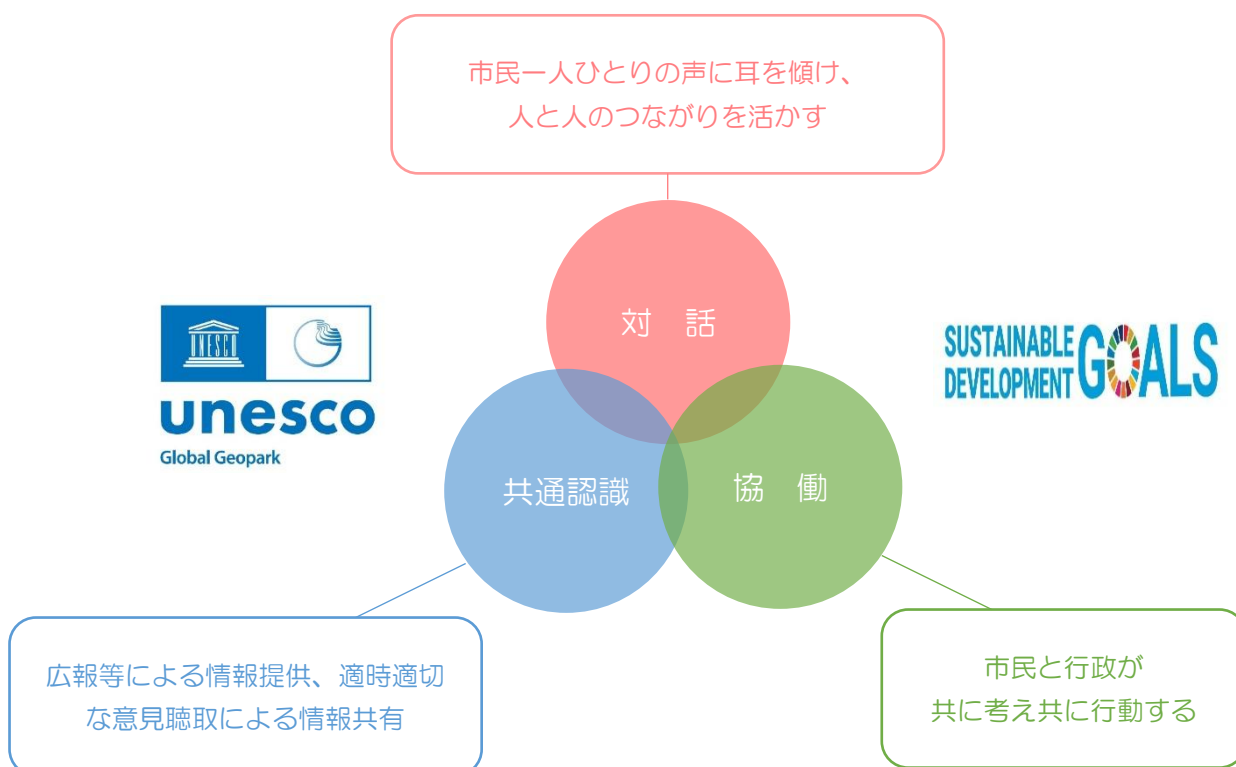 市民一人ひとりの声に耳を傾け、
人と人のつながりを活かす
対　話
UNESCO
unesco
Global Geopark
SUSTAINABLE
DEVELOPMENT
GOALS
共通認識
協　働
広報等による情報提供、適時適切
な意見聴取による情報共有
市民と行政が
共に考え共に行動する